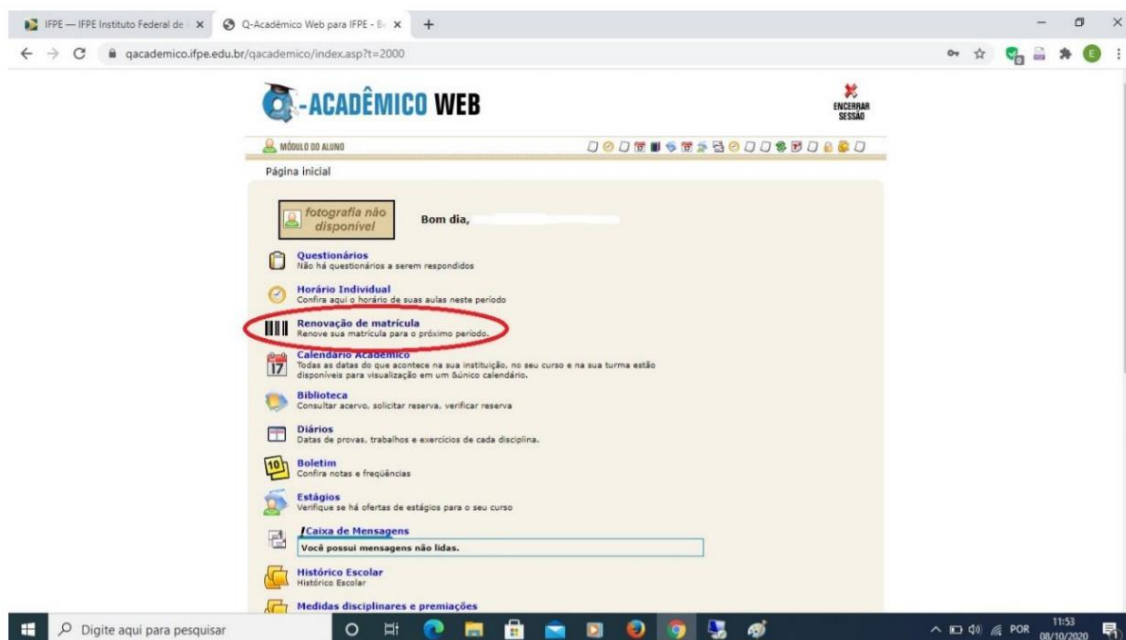 IFPE — IFPE Instituto Federal de
Q-Acadêmico Web para IFPE - B
qacademico.ifpe.edu.br/qacademico/index.asp?t=2000
E
Q-ACADÊMICO WEB
ENCERRAR
SESSÃO
MÓDULO DO ALUNO
Página inicial
fotografia não
disponível
Bom dia,
Questionários
Não há questionários a serem respondidos
Horário Individual
Confira aqui o horário de suas aulas neste período
Renovação de matrícula
Renove sua matrícula para o próximo período.
17
Calendário Acadêmico
Todas as datas do que acontece na sua instituição, no seu curso e na sua turma estão
disponíveis para visualização em um &único calendário.
Biblioteca
Consultar acervo, solicitar reserva, verificar reserva
Diários
Datas de provas, trabalhos e exercícios de cada disciplina.
10
Boletim
Confira notas e freqüências
Estágios
Verifique se há ofertas de estágios para o seu curso
!Caixa de Mensagens
Você possui mensagens não lidas.
Histórico Escolar
Histórico Escolar
Medidas disciplinares e premiações
Digite aqui para pesquisar
POR
11:53
08/10/2020